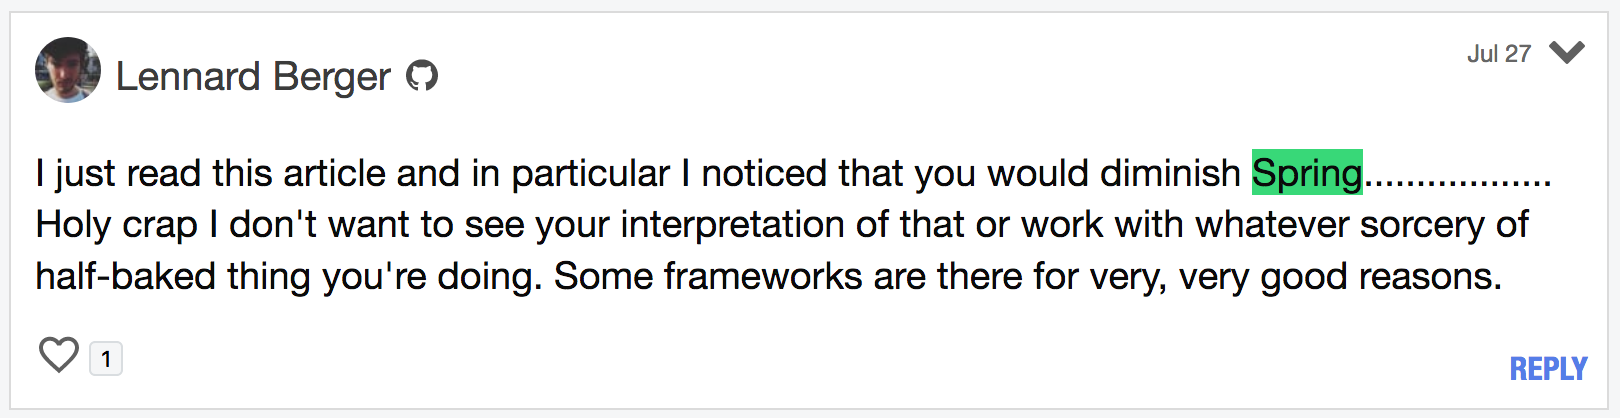 Lennard Berger
Jul 27
I just read this article and in particular I noticed that you would diminish Spring..................
Holy crap I don't want to see your interpretation of that or work with whatever sorcery of
half-baked thing you're doing. Some frameworks are there for very, very good reasons.
1
REPLY